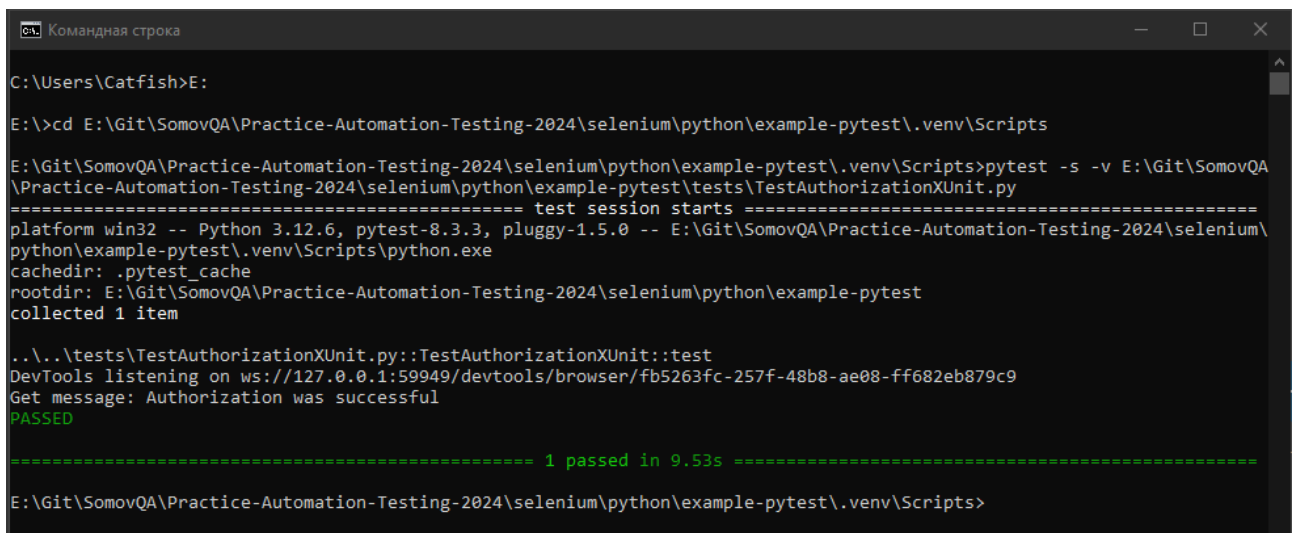 Командная строка
C:\Users\Catfish>E:
E:\>cd E:\Git\SomovQA\Practice-Automation-Testing-2024\selenium\python\example-pytest\.venv\Scripts
E:\Git\SomovQA\Practice-Automation-Testing-2024\selenium\python\example-pytest\.venv\Scripts>pytest -s -v E:\Git\SomovQA
\Practice-Automation-Testing-2024\selenium\python\example-pytest\tests\TestAuthorizationXUnit.py
================================================= test session starts =================================================
platform win32 -- Python 3.12.6, pytest-8.3.3, pluggy-1.5.0 -- E:\Git\SomovQA\Practice-Automation-Testing-2024\selenium\
python\example-pytest\.venv\Scripts\python.exe
cachedir: .pytest_cache
rootdir: E:\Git\SomovQA\Practice-Automation-Testing-2024\selenium\python\example-pytest
collected 1 item
..\..\tests\TestAuthorizationXUnit.py::TestAuthorizationXUnit::test
DevTools listening on ws://127.0.0.1:59949/devtools/browser/fb5263fc-257f-48b8-ae08-ff682eb879c9
Get message: Authorization was successful
PASSED
================================================== 1 passed in 9.53s ==================================================
E:\Git\SomovQA\Practice-Automation-Testing-2024\selenium\python\example-pytest\.venv\Scripts>